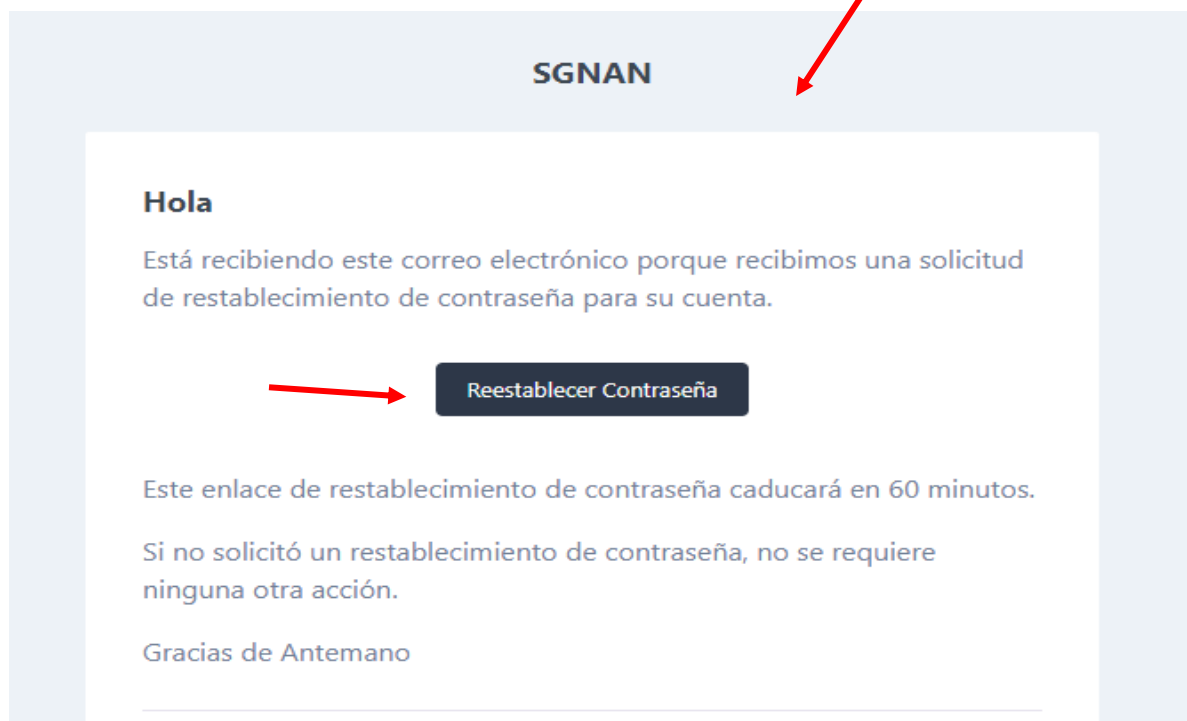 SGNAN
Hola
Está recibiendo este correo electrónico porque recibimos una solicitud
de restablecimiento de contraseña para su cuenta.
Reestablecer Contraseña
Este enlace de restablecimiento de contraseña caducará en 60 minutos.
Si no solicitó un restablecimiento de contraseña, no se requiere
ninguna otra acción.
Gracias de Antemano